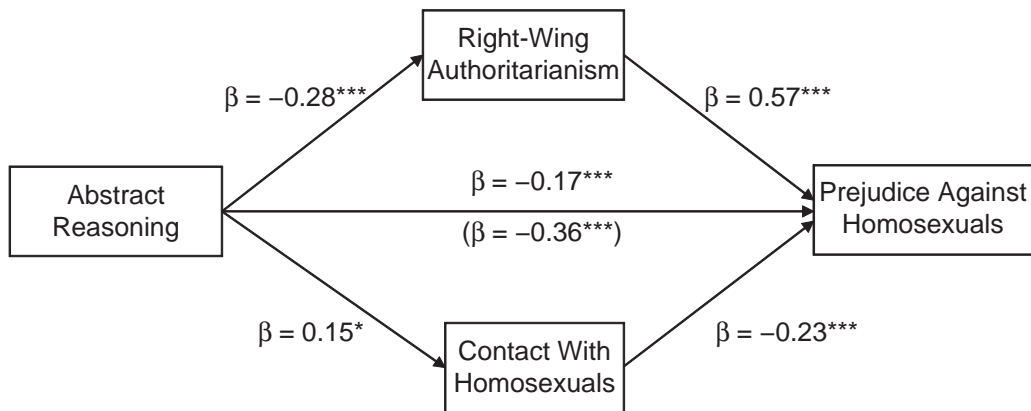 Right-Wing
Authoritarianism
β = −0.28***
β = 0.57***
Abstract
Reasoning
β = −0.17***
(β = −0.36***)
Prejudice Against
Homosexuals
β = 0.15*
β = −0.23***
Contact With
Homosexuals